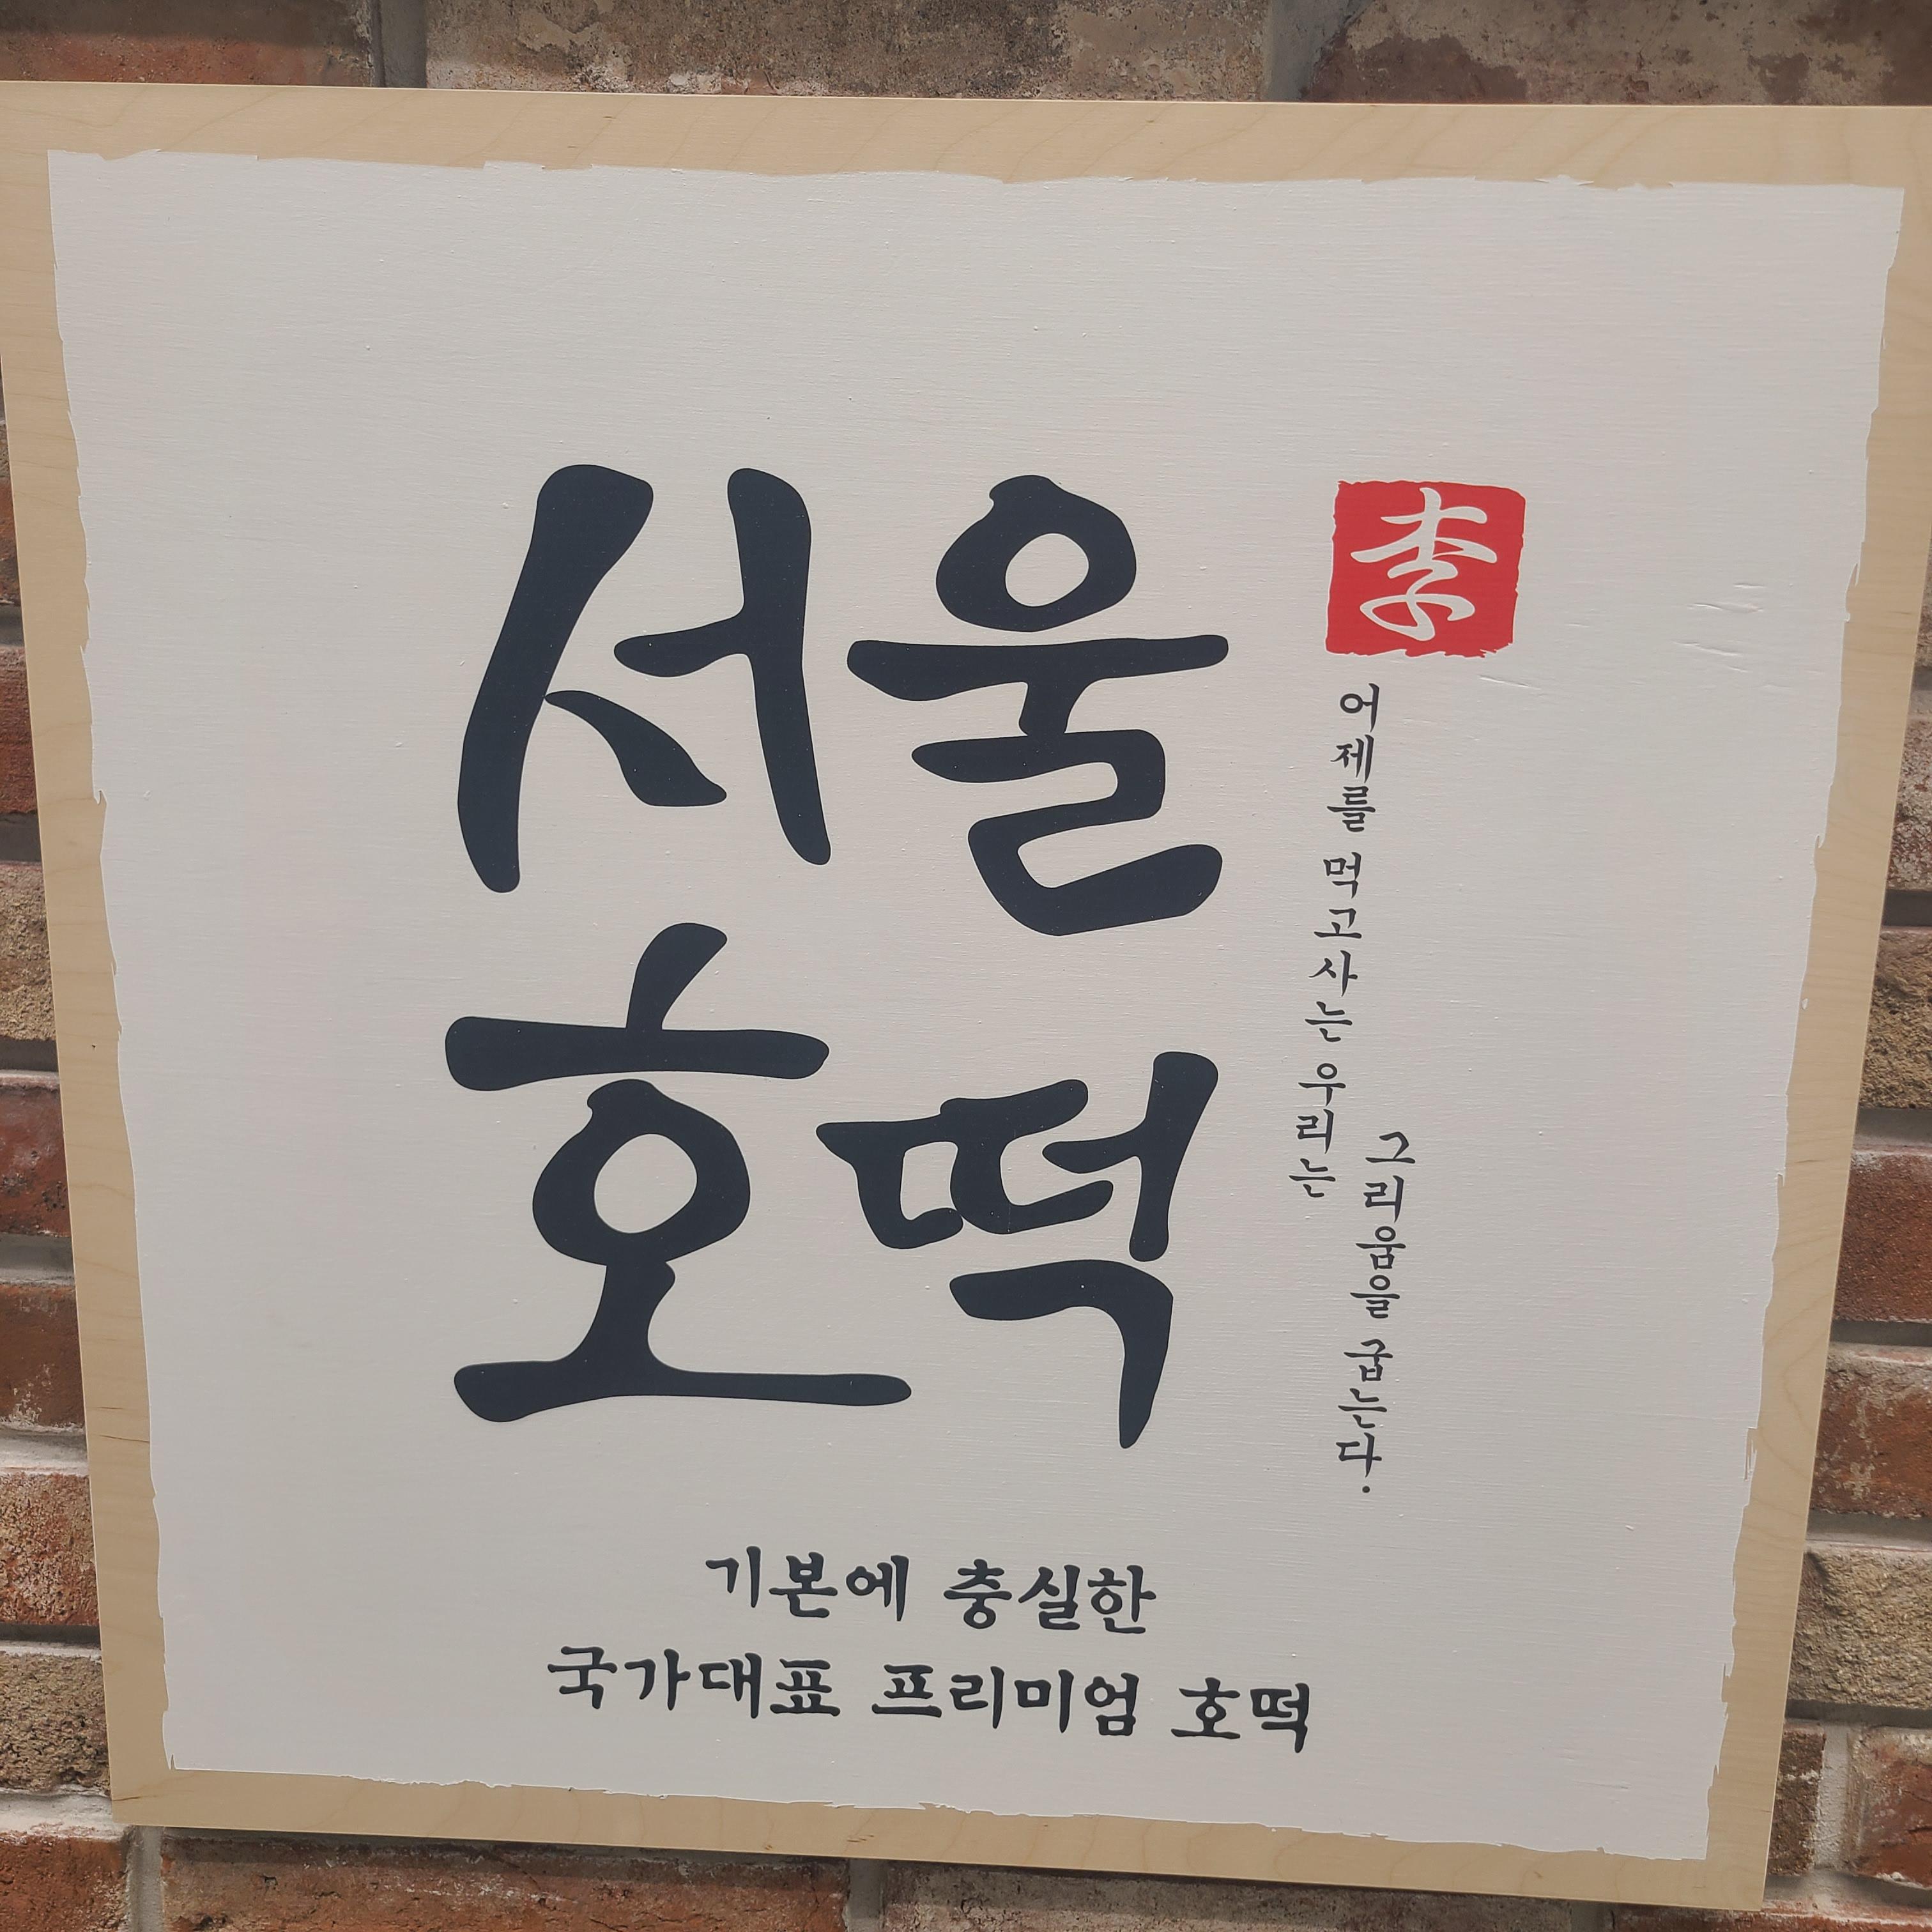 서울
호떡
李
어제를 먹고사는 우리는
그리움을 굽는다.
기본에 충실한
국가대표 프리미엄 호떡